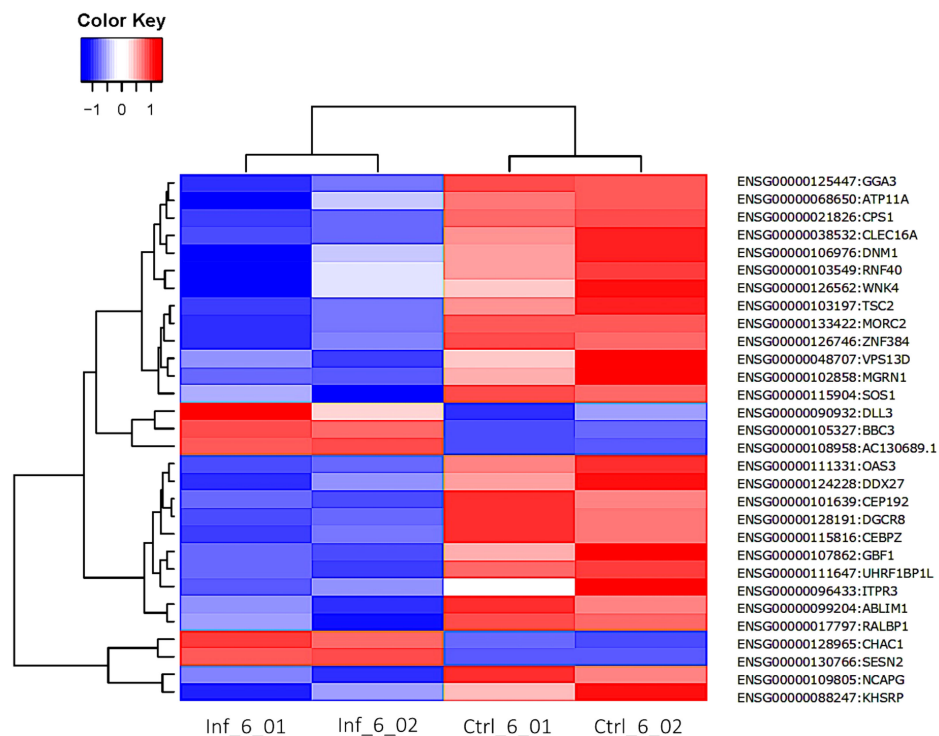 Color Key
−1 0 1
ENSG00000125447:GGA3
ENSG00000068650:ATP11A
ENSG00000021826:CPS1
ENSG00000038532:CLEC16A
ENSG00000106976:DNM1
ENSG00000103549:RNF40
ENSG00000126562:WNK4
ENSG00000103197:TSC2
ENSG00000133422:MORC2
ENSG00000126746:ZNF384
ENSG00000048707:VPS13D
ENSG00000102858:MGRN1
ENSG00000115904:SOS1
ENSG00000090932:DLL3
ENSG00000105327:BBC3
ENSG00000108958:AC130689.1
ENSG00000111331:OAS3
ENSG00000124228:DDX27
ENSG00000101639:CEP192
ENSG00000128191:DGCR8
ENSG00000115816:CEBPZ
ENSG00000107862:GBF1
ENSG00000111647:UHRF1BP1L
ENSG00000096433:ITPR3
ENSG00000099204:ABLIM1
ENSG00000017797:RALBP1
ENSG00000128965:CHAC1
ENSG00000130766:SESN2
ENSG00000109805:NCAPG
ENSG00000088247:KHSRP
Inf_6_01 Inf_6_02 Ctrl_6_01 Ctrl_6_02